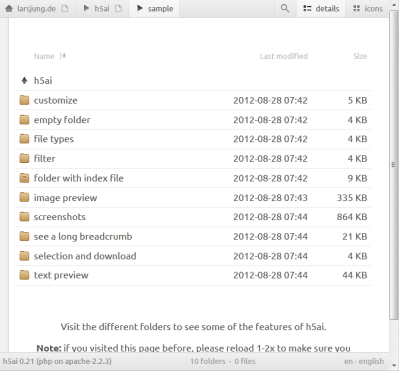 larsjung.de h5ai sample details icons
Name Last modified Size
h5ai
customize 2012-08-28 07:42 5 KB
empty folder 2012-08-28 07:42 4 KB
file types 2012-08-28 07:42 4 KB
filter 2012-08-28 07:42 4 KB
folder with index file 2012-08-28 07:42 9 KB
image preview 2012-08-28 07:43 335 KB
screenshots 2012-08-28 07:44 864 KB
see a long breadcrumb 2012-08-28 07:44 21 KB
selection and download 2012-08-28 07:44 4 KB
text preview 2012-08-28 07:44 44 KB
Visit the different folders to see some of the features of h5ai.
Note: if you visited this page before, please reload 1-2x to make sure you
h5ai 0.21 (php on apache-2.2.3) 10 folders - 0 files en - english